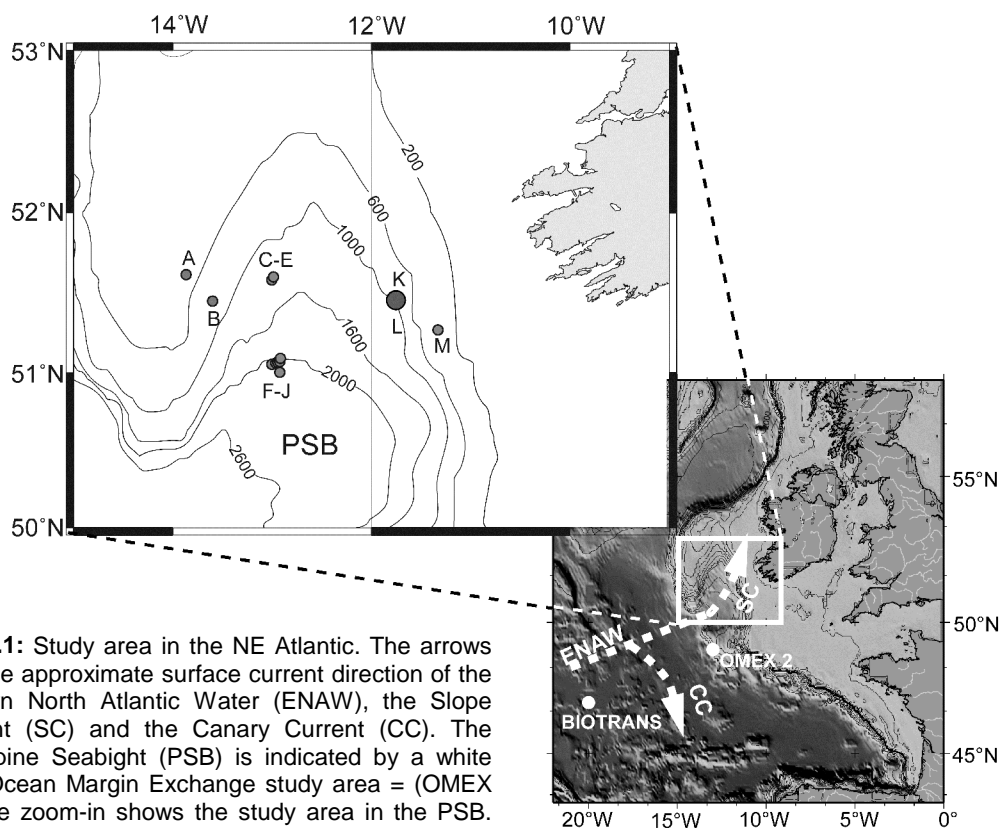 14°W 12°W 10°W
53°N
200
600
52°N
1000
A
C-E
K
B
1600
L
M
51°N
2000
F-J
PSB
2600
50°N
55°N
SC
50°N
ENAW
OMEX 2
CC
BIOTRANS
45°N
20°W 15°W 10°W 5°W 0°
.1: Study area in the NE Atlantic. The arrows
e approximate surface current direction of the
n North Atlantic Water (ENAW), the Slope
t (SC) and the Canary Current (CC). The
pine Seabight (PSB) is indicated by a white
Ocean Margin Exchange study area = (OMEX
e zoom-in shows the study area in the PSB.